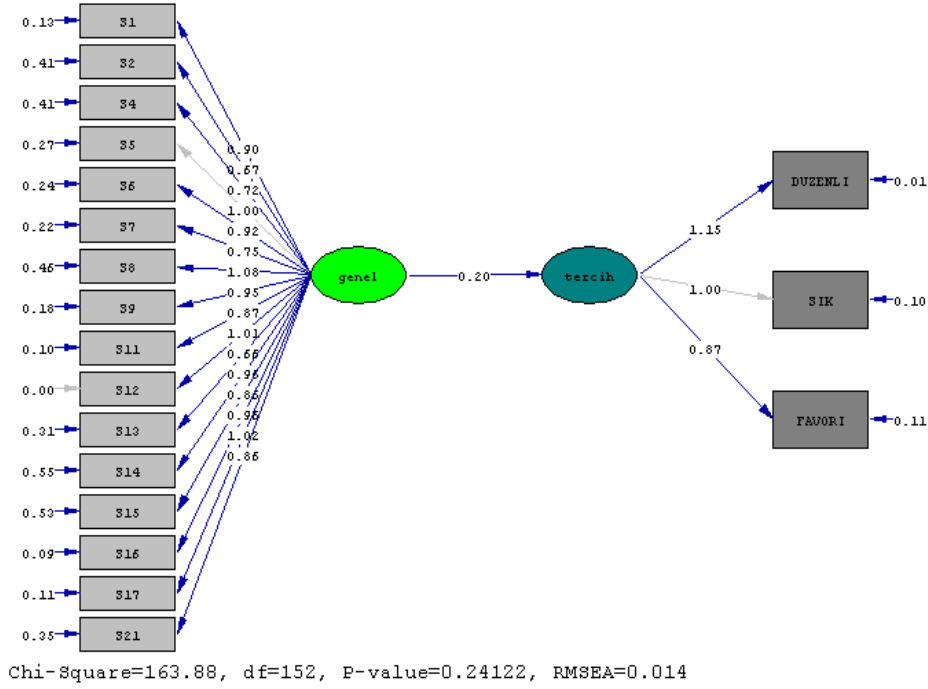 0.13 S1
0.41 S2
0.41 S4
0.27 S5
0.24 S6
0.22 S7
0.46 S8
0.18 S9
0.10 S11
0.00 S12
0.31 S13
0.55 S14
0.53 S15
0.09 S16
0.11 S17
0.35 S21
0.90
0.67
0.72
1.00
0.92
0.75
1.08
0.95
0.87
1.01
0.96
1.02
genel
0.20
tercih
1.15
1.00
0.87
DUZENLI 0.01
SIK 0.10
FAVORI 0.11
Chi-Square=163.88, df=152, P-value=0.24122, RMSEA=0.014